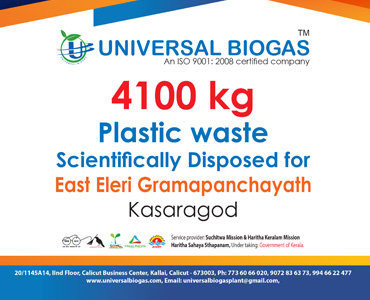 UNIVERSAL BIOGAS TM
An ISO 9001: 2008 certified company
4100 kg
Plastic waste
Scientifically Disposed for
East Eleri Gramapanchayath
Kasaragod
Service provider: Suchitwa Mission & Haritha Keralam Mission
Haritha Sahaya Sthapanam, Under taking: Government of Kerala.
20/1145A14, IInd Floor, Calicut Business Center, Kallai, Calicut - 673003, Ph: 773 60 66 020, 9072 83 63 73, 994 66 22 477
www.universalbiogas.com, Email: universalbiogasplant@gmail.com,